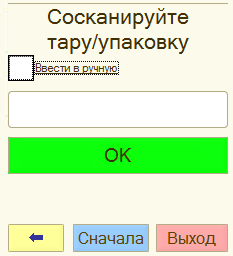 Сосканируйте
тару/упаковку
Ввести в ручную
OK
Сначала
Выход